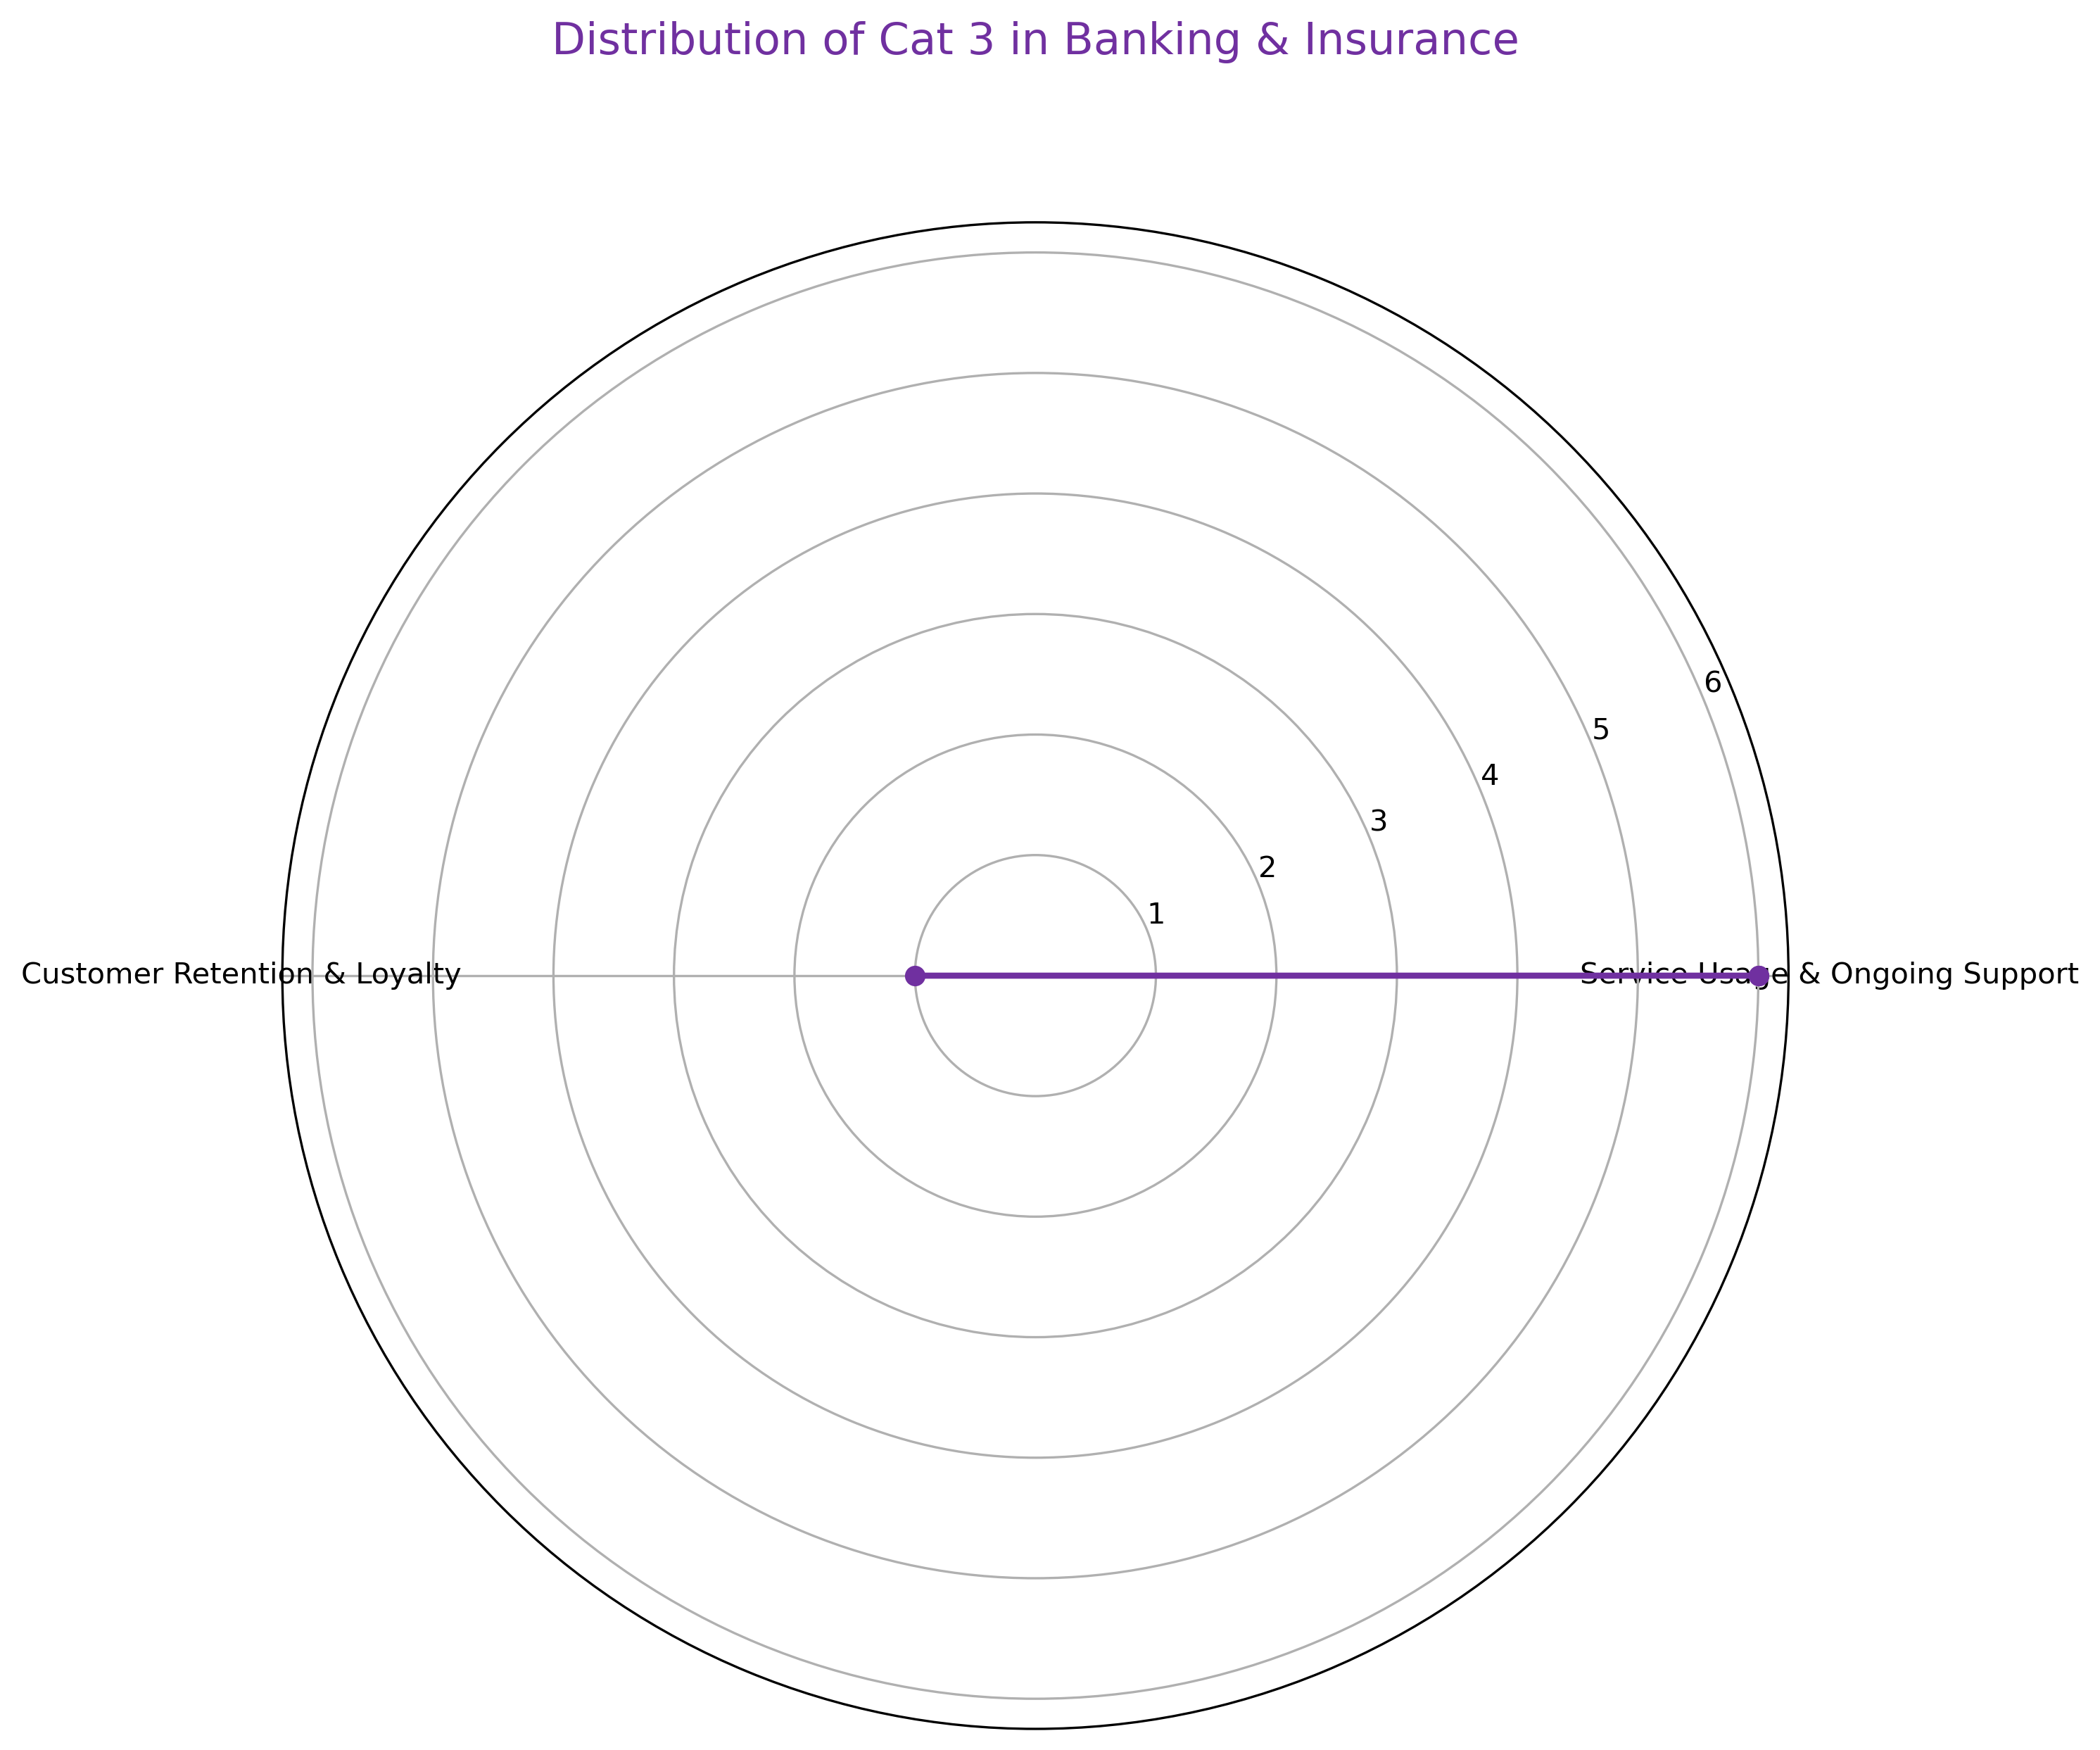 Distribution of Cat 3 in Banking & Insurance
6
5
4
3
2
1
Customer Retention & Loyalty
Service Usage & Ongoing Support